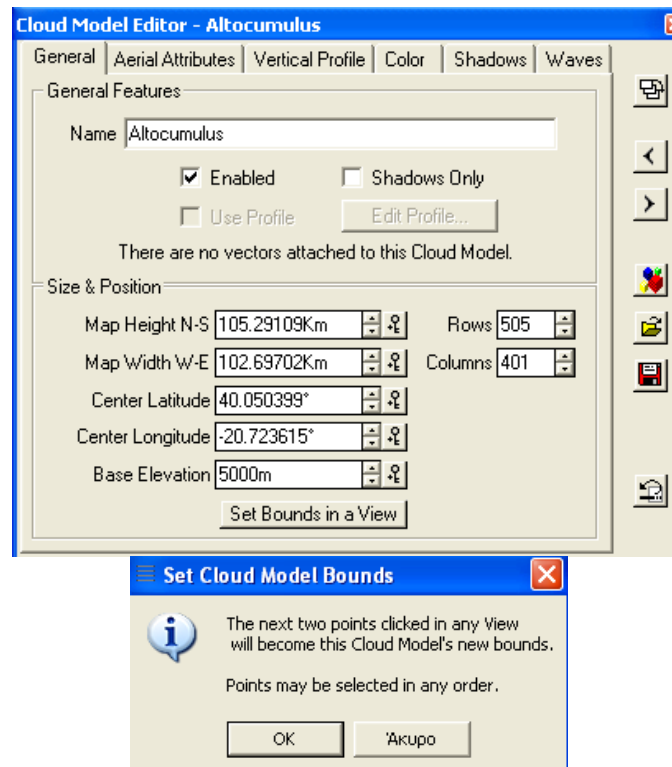 Cloud Model Editor - Altocumulus
General Aerial Attributes Vertical Profile Color Shadows Waves
General Features
Name Altocumulus
Enabled Shadows Only
Use Profile Edit Profile...
There are no vectors attached to this Cloud Model.
Size & Position
Map Height N-S 105.29109Km Rows 505
Map Width W-E 102.69702Km Columns 401
Center Latitude 40.050399°
Center Longitude -20.723615°
Base Elevation 5000m
Set Bounds in a View
Set Cloud Model Bounds
The next two points clicked in any View
will become this Cloud Model's new bounds.
Points may be selected in any order.
OK Άκυρο